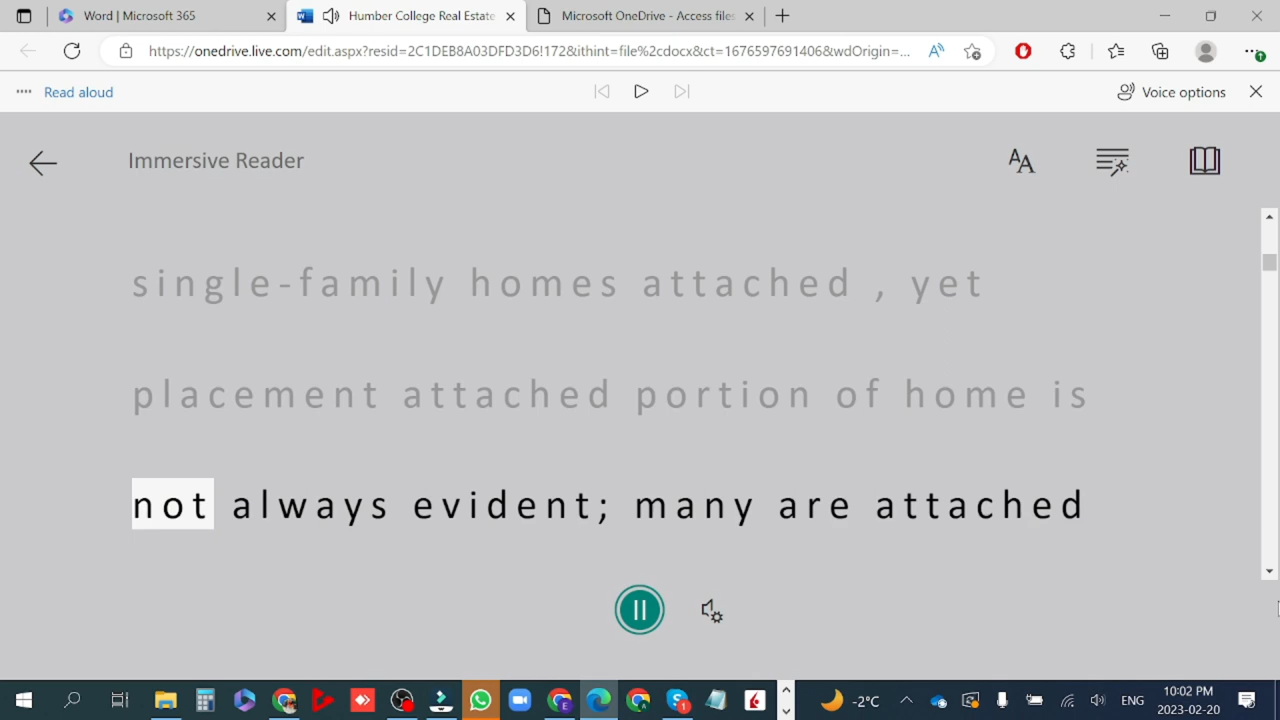 Word | Microsoft 365
Humber College Real Estate
Microsoft OneDrive - Access files
https://onedrive.live.com/edit.aspx?resid=2C1DEB8A03DFD3D6!172&ithint=file%2cdocx&ct=1676597691406&wdOrigin=...
Read aloud
Voice options
Immersive Reader
single-family homes attached , yet
placement attached portion of home is
not always evident; many are attached
-2°C
ENG
10:02 PM
2023-02-20